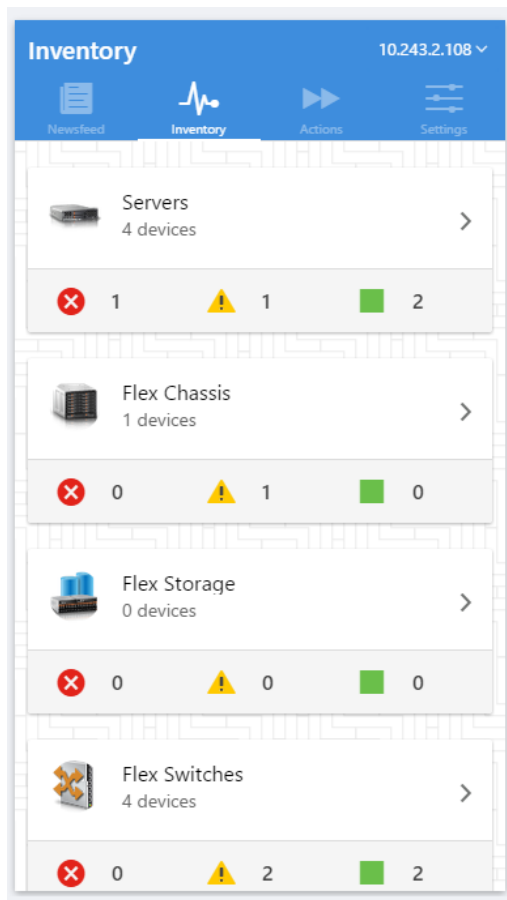 Inventory 10.243.2.108
Newsfeed Inventory Actions Settings
Servers
4 devices
1 1 2
Flex Chassis
1 devices
0 1 0
Flex Storage
0 devices
0 0 0
Flex Switches
4 devices
0 2 2